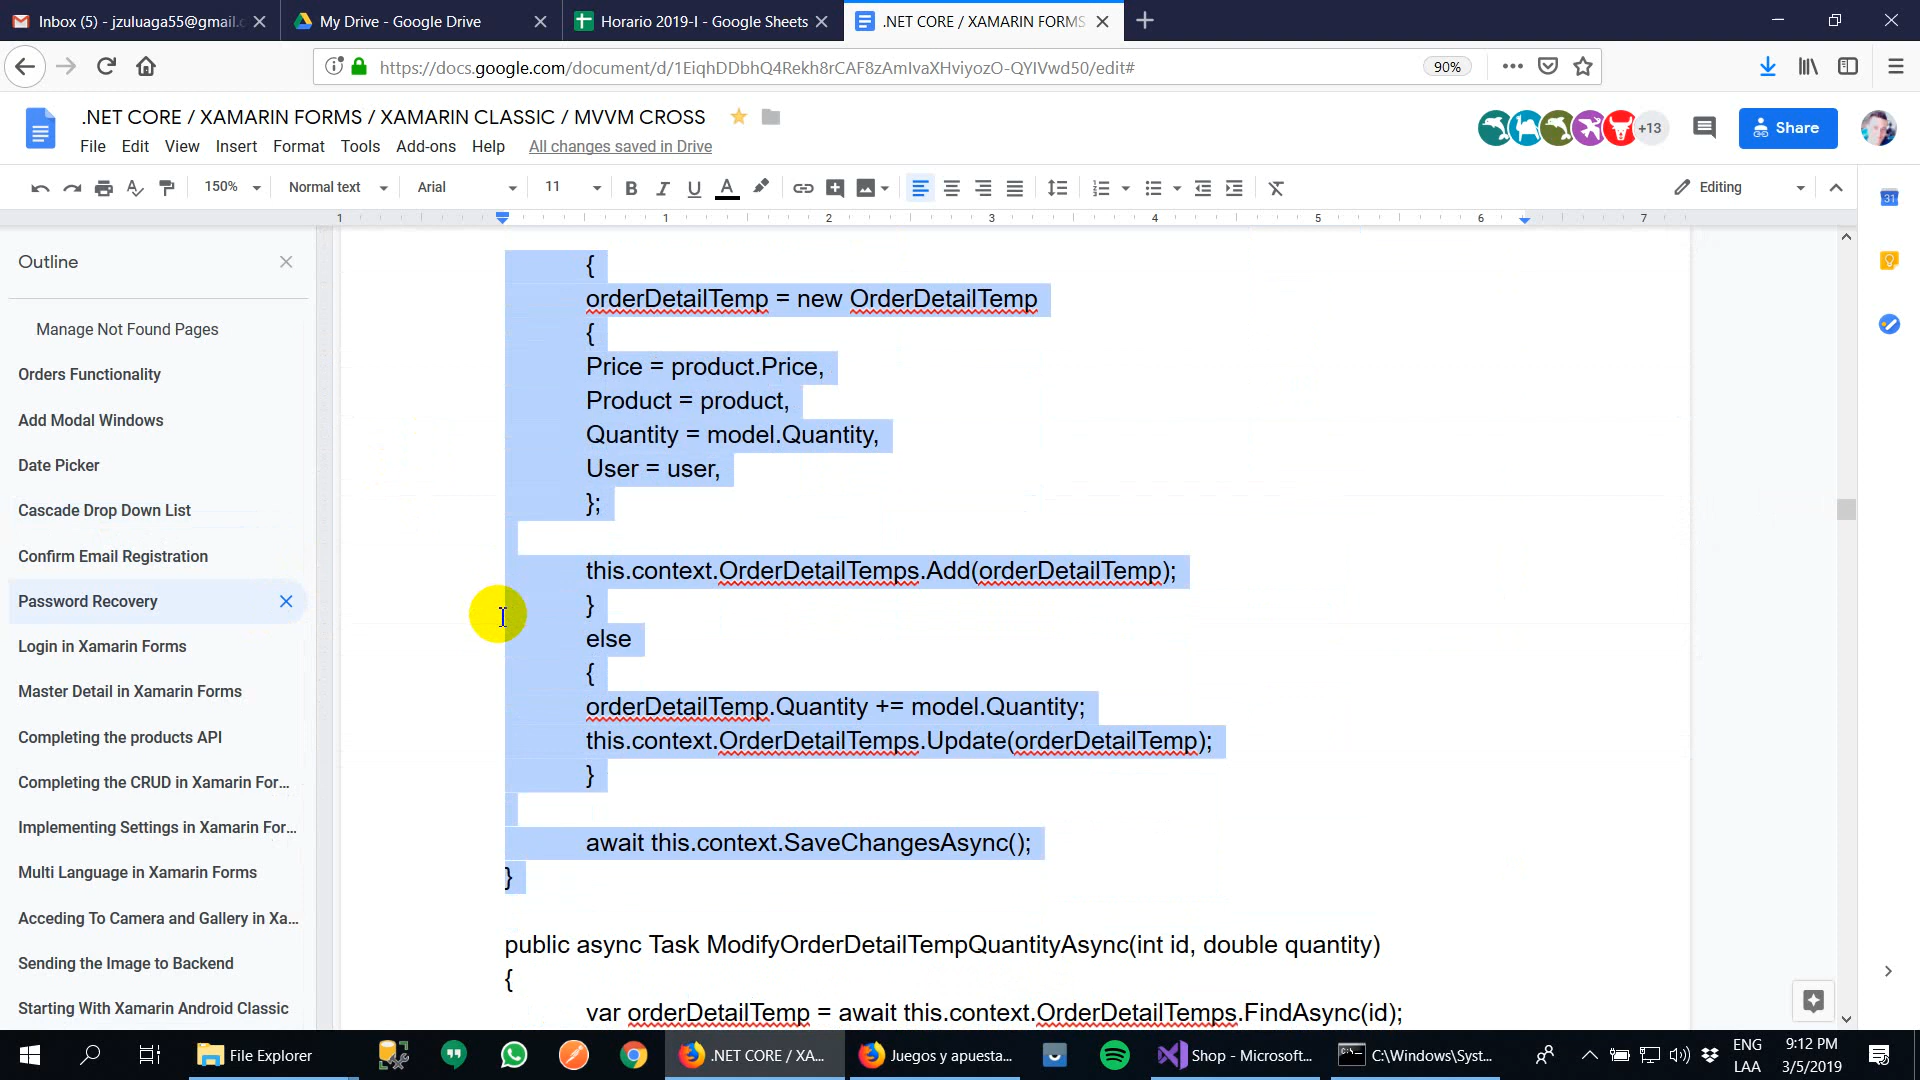 Inbox (5) - jzuluaga55@gmail.c
My Drive - Google Drive
Horario 2019-I - Google Sheets
.NET CORE / XAMARIN FORMS
https://docs.google.com/document/d/1EiqhDDbhQ4Rekh8rCAF8zAmIvaXHviyozO-QYIVwd50/edit#
90%
.NET CORE / XAMARIN FORMS / XAMARIN CLASSIC / MVVM CROSS
+13
Share
File Edit View Insert Format Tools Add-ons Help All changes saved in Drive
150% Normal text Arial 11 B I U A Editing
31
1 1 2 3 4 5 6 7
Outline
Manage Not Found Pages
Orders Functionality
Add Modal Windows
Date Picker
Cascade Drop Down List
Confirm Email Registration
Password Recovery
Login in Xamarin Forms
Master Detail in Xamarin Forms
Completing the products API
Completing the CRUD in Xamarin For...
Implementing Settings in Xamarin For...
Multi Language in Xamarin Forms
Acceding To Camera and Gallery in Xa...
Sending the Image to Backend
Starting With Xamarin Android Classic
{
orderDetailTemp = new OrderDetailTemp
{
Price = product.Price,
Product = product,
Quantity = model.Quantity,
User = user,
};
this.context.OrderDetailTemps.Add(orderDetailTemp);
}
else
{
orderDetailTemp.Quantity += model.Quantity;
this.context.OrderDetailTemps.Update(orderDetailTemp);
}
await this.context.SaveChangesAsync();
}
public async Task ModifyOrderDetailTempQuantityAsync(int id, double quantity)
{
var orderDetailTemp = await this.context.OrderDetailTemps.FindAsync(id);
File Explorer
.NET CORE / XA...
Juegos y apuesta...
Shop - Microsoft...
C:\Windows\Syst...
ENG
LAA
9:12 PM
3/5/2019